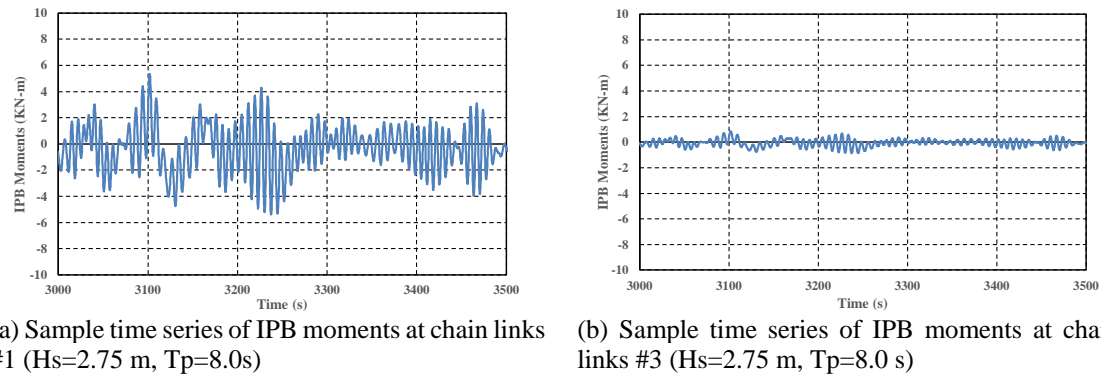 10
8
6
4
2
0
-2
-4
-6
-8
-10
IPB Moments (KN-m)
3000 3100 3200 3300 3400 3500
Time (s)
a) Sample time series of IPB moments at chain links
#1 (Hs=2.75 m, Tp=8.0s)
10
8
6
4
2
0
-2
-4
-6
-8
-10
IPB Moments (KN-m)
3000 3100 3200 3300 3400 3500
Time (s)
(b) Sample time series of IPB moments at cha
links #3 (Hs=2.75 m, Tp=8.0 s)